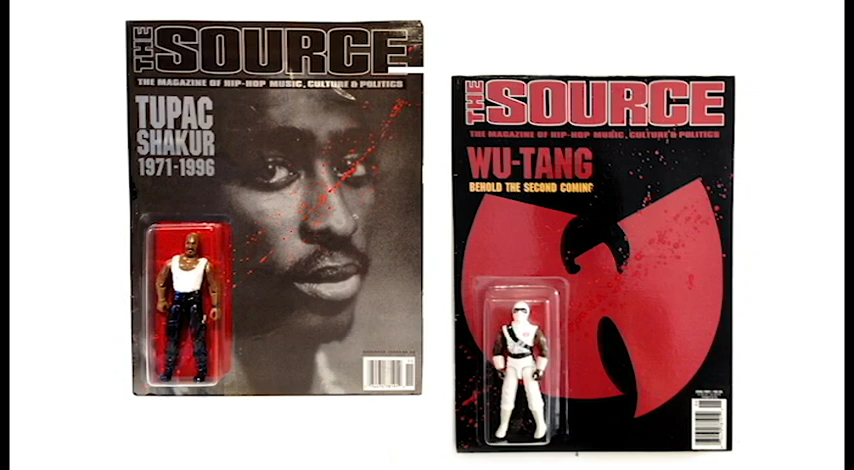 THE SOURCE
THE MAGAZINE OF HIP-HOP MUSIC, CULTURE & POLITICS
TUPAC
SHAKUR
1971-1996
THE SOURCE
THE MAGAZINE OF HIP-HOP MUSIC, CULTURE & POLITICS
WU-TANG
BEHOLD THE SECOND COMING